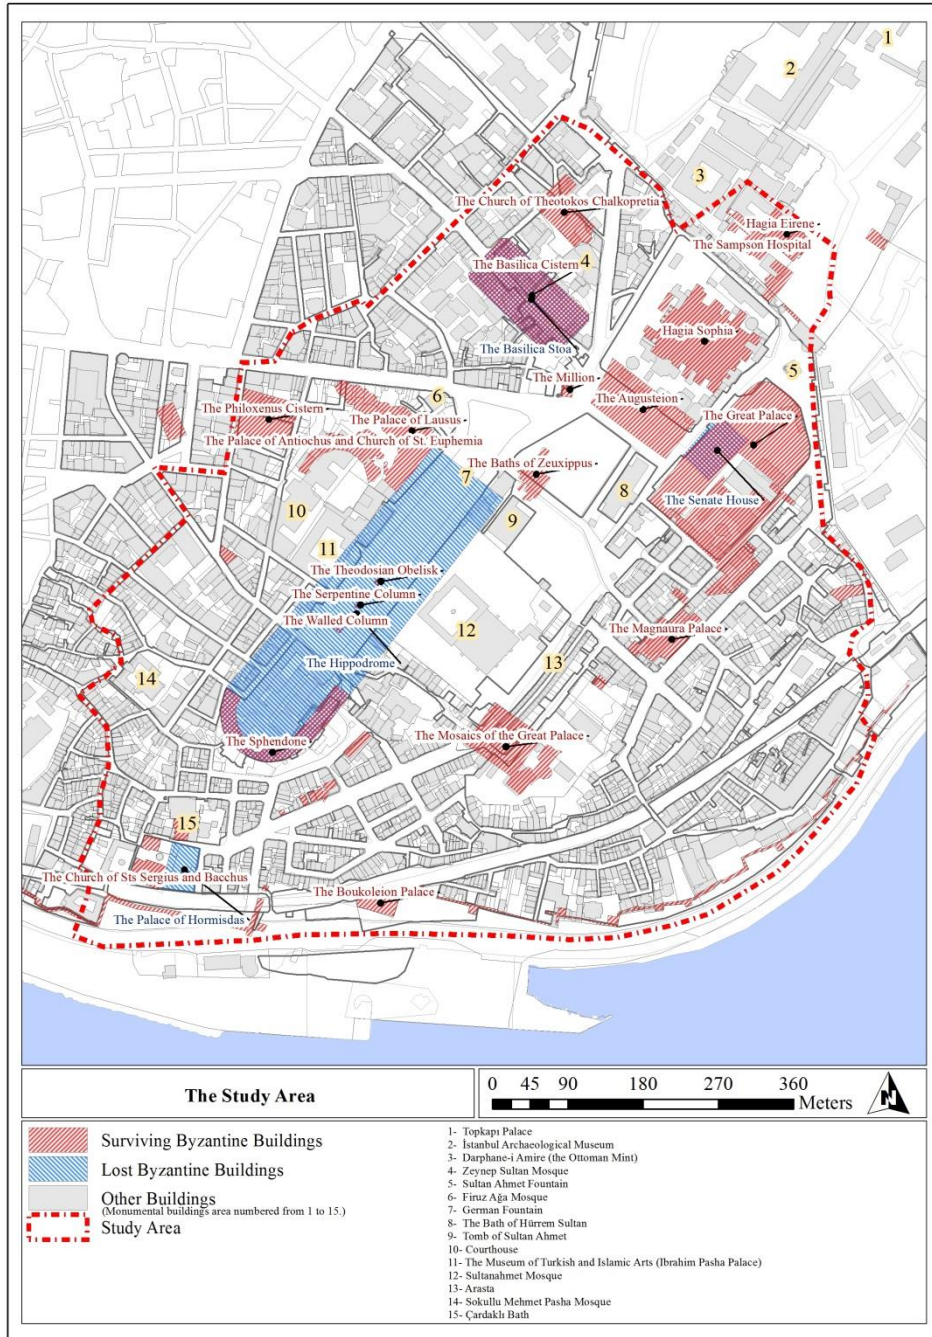 1
2
3
The Church of Theotokos Chalkopretia
Hagia Eirene
The Sampson Hospital
4
The Basilica Cistern
Hagia Sophia
The Basilica Stoa
5
The Million
6
The Augusteion
The Philoxenus Cistern
The Palace of Lausus
The Great Palace
The Palace of Antiochus and Church of St. Euphemia
The Baths of Zeuxippus
7
8
The Senate House
10
9
11
The Theodosian Obelisk
The Serpentine Column
The Walled Column
12
The Magnaura Palace
The Hippodrome
13
14
The Sphendone
The Mosaics of the Great Palace
15
The Church of Sts Sergius and Bacchus
The Boukoleion Palace
The Palace of Hormisdas
The Study Area
0 45 90 180 270 360
Meters
N
Surviving Byzantine Buildings
Lost Byzantine Buildings
Other Buildings
(Monumental buildings area numbered from 1 to 15.)
Study Area
1- Topkapı Palace
2- İstanbul Archaeological Museum
3- Darphane-i Amire (the Ottoman Mint)
4- Zeynep Sultan Mosque
5- Sultan Ahmet Fountain
6- Firuz Ağa Mosque
7- German Fountain
8- The Bath of Hürrem Sultan
9- Tomb of Sultan Ahmet
10- Courthouse
11- The Museum of Turkish and Islamic Arts (Ibrahim Pasha Palace)
12- Sultanahmet Mosque
13- Arasta
14- Sokullu Mehmet Pasha Mosque
15- Çardaklı Bath